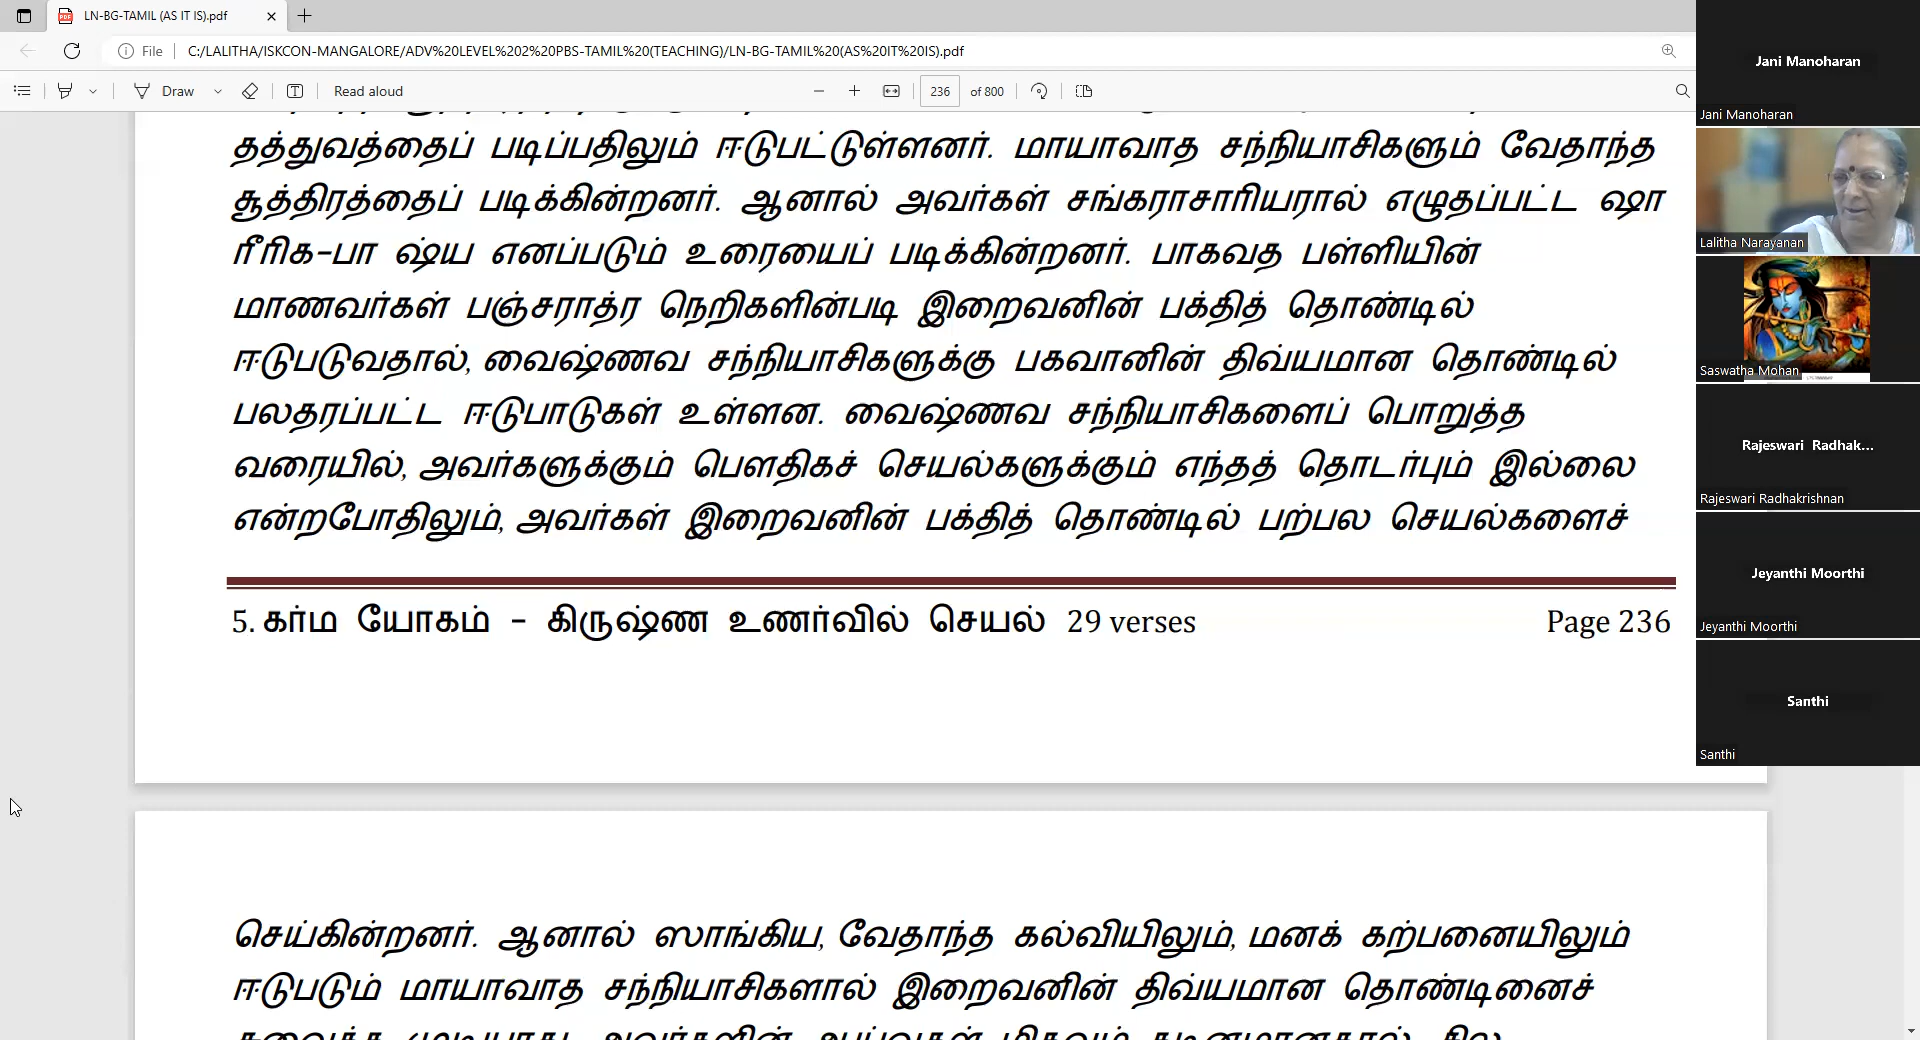 LN-BG-TAMIL (AS IT IS).pdf
File
C:/LALITHA/ISKCON-MANGALORE/ADV%20LEVEL%202%20PBS-TAMIL%20(TEACHING)/LN-BG-TAMIL%20(AS%20IT%20IS).pdf
Draw
Read aloud
236 of 800
தத்துவத்தைப் படிப்பதிலும் ஈடுபட்டுள்ளனர். மாயாவாத சந்நியாசிகளும் வேதாந்த
சூத்திரத்தைப் படிக்கின்றனர். ஆனால் அவர்கள் சங்கராசாரியரால் எழுதப்பட்ட ஷா
ரீரிக-பா ஷ்ய எனப்படும் உரையைப் படிக்கின்றனர். பாகவத பள்ளியின்
மாணவர்கள் பஞ்சராத்ர நெறிகளின்படி இறைவனின் பக்தித் தொண்டில்
ஈடுபடுவதால், வைஷ்ணவ சந்நியாசிகளுக்கு பகவானின் திவ்யமான தொண்டில்
பலதரப்பட்ட ஈடுபாடுகள் உள்ளன. வைஷ்ணவ சந்நியாசிகளைப் பொறுத்த
வரையில், அவர்களுக்கும் பௌதிகச் செயல்களுக்கும் எந்தத் தொடர்பும் இல்லை
என்றபோதிலும், அவர்கள் இறைவனின் பக்தித் தொண்டில் பற்பல செயல்களைச்
5. கர்ம யோகம் - கிருஷ்ண உணர்வில் செயல் 29 verses
Page 236
செய்கின்றனர். ஆனால் ஸாங்கிய, வேதாந்த கல்வியிலும், மனக் கற்பனையிலும்
ஈடுபடும் மாயாவாத சந்நியாசிகளால் இறைவனின் திவ்யமான தொண்டினைச்
Jani Manoharan
Jani Manoharan
Lalitha Narayanan
Saswatha Mohan
Rajeswari Radhak...
Rajeswari Radhakrishnan
Jeyanthi Moorthi
Jeyanthi Moorthi
Santhi
Santhi